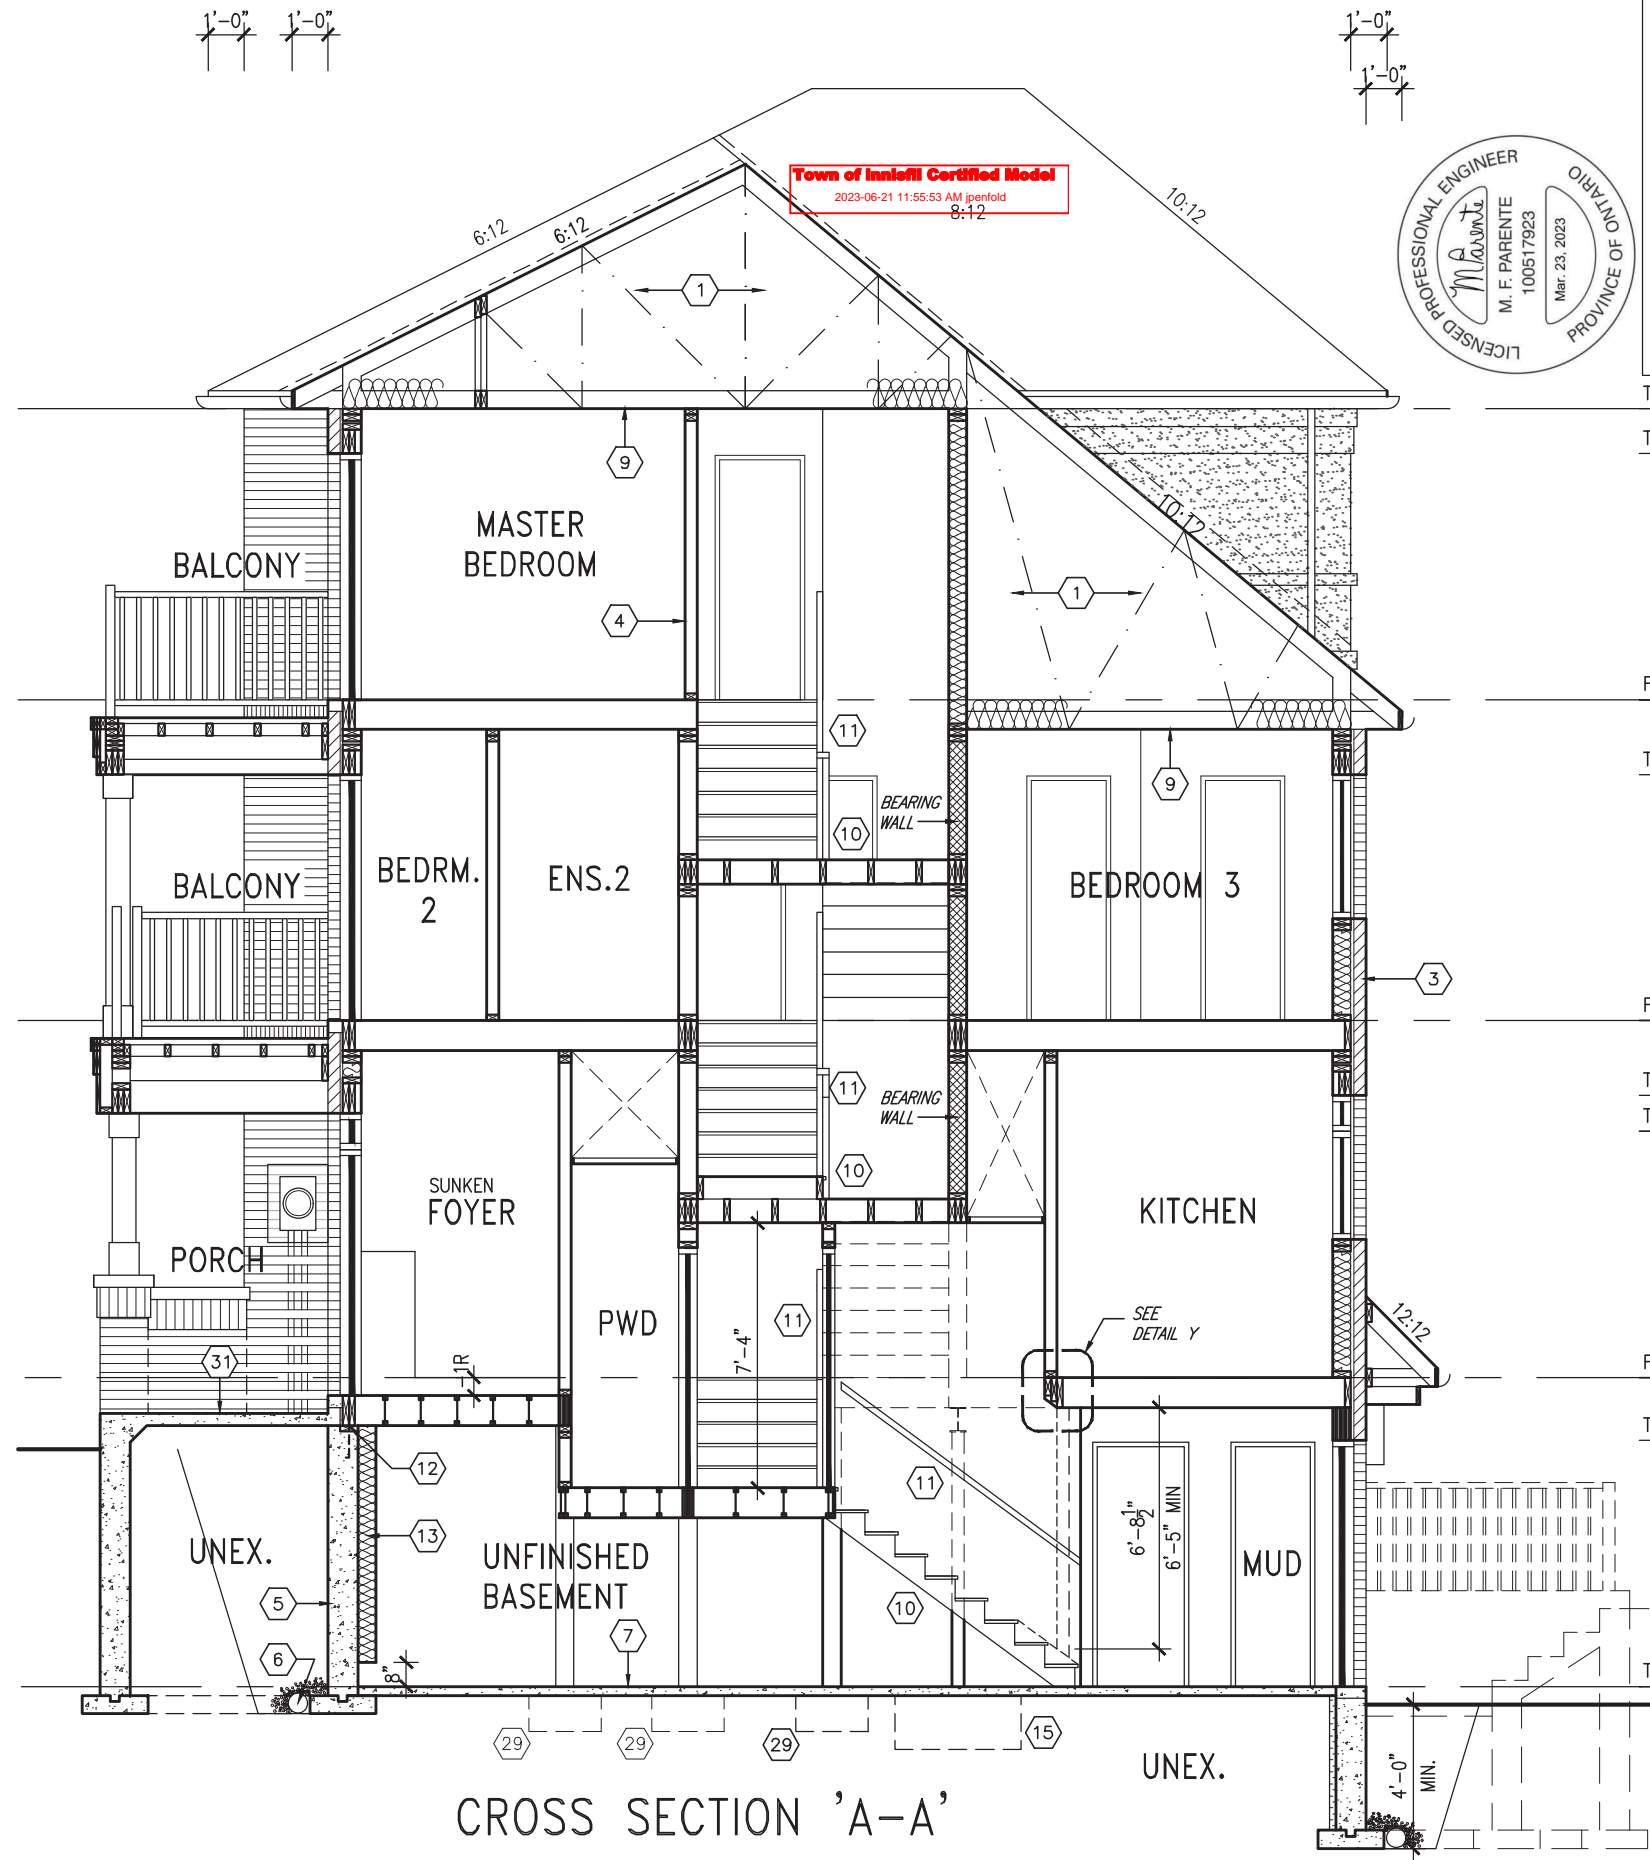 1'-0" 1'-0" 1'-0"
1'-0"
LICENSED PROFESSIONAL ENGINEER
M. F. PARENTE
100517923
Mar. 23, 2023
PROVINCE OF ONTARIO
Town of Innisfil Certified Model
2023-06-21 11:55:53 AM jpenfold
8:12
6:12
6:12
10:12
1
9
MASTER
BEDROOM
BALCONY
4
10:12
1
11
9
BEARING
WALL
10
BALCONY
BEDRM.
2
ENS.2
BEDROOM 3
3
11
BEARING
WALL
10
SUNKEN
FOYER
KITCHEN
PORCH
PWD
11
7'-4"
SEE
DETAIL Y
12:12
31
-1R
12
11
13
6'-8 1/2"
6'-5" MIN
UNEX.
UNFINISHED
BASEMENT
MUD
5
10
7
6
8"
29
29
29
15
UNEX.
4'-0"
MIN.
CROSS SECTION 'A-A'